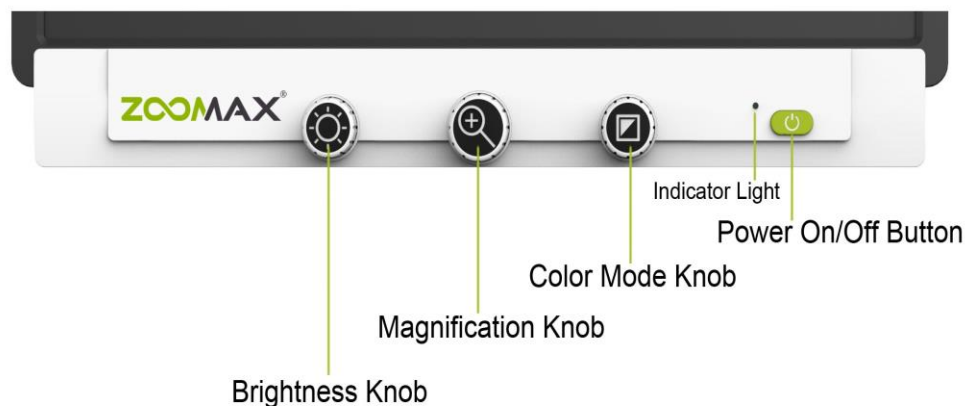 ZOOMAX®
Indicator Light
Power On/Off Button
Color Mode Knob
Magnification Knob
Brightness Knob